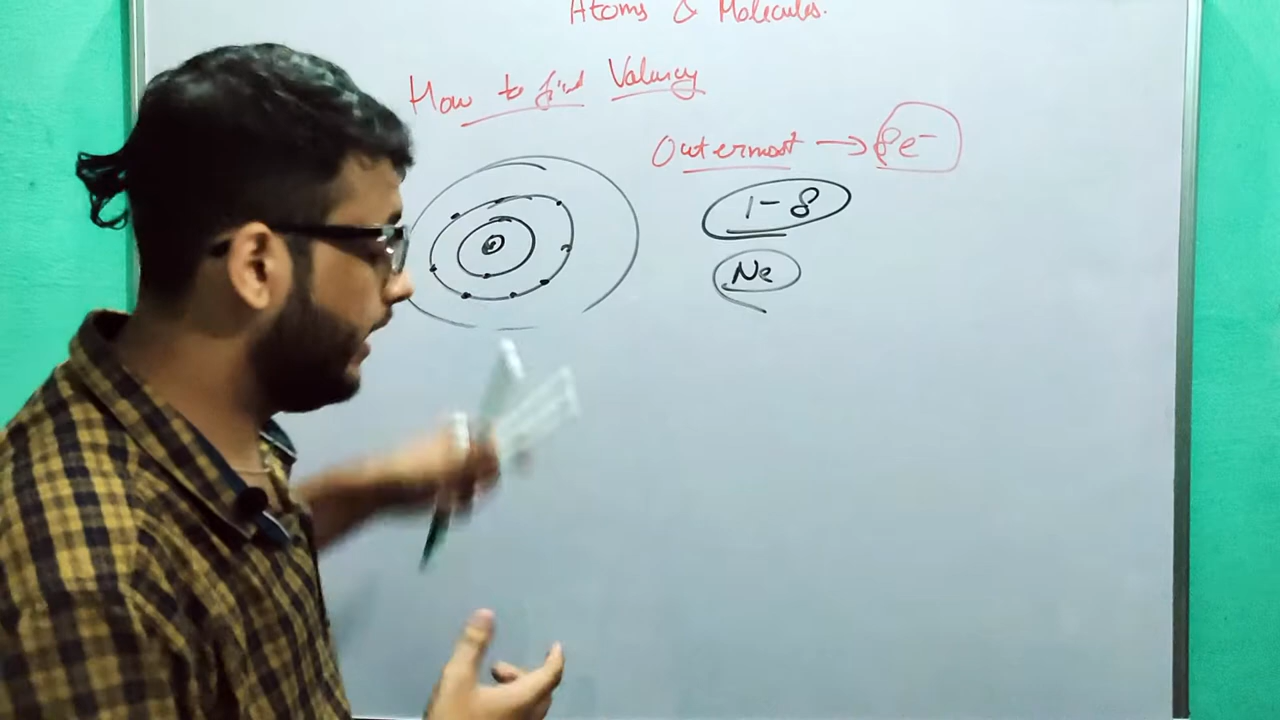 Atoms & Molecules.
How to find Valency
Outermost → 8e⁻
1-8
Ne